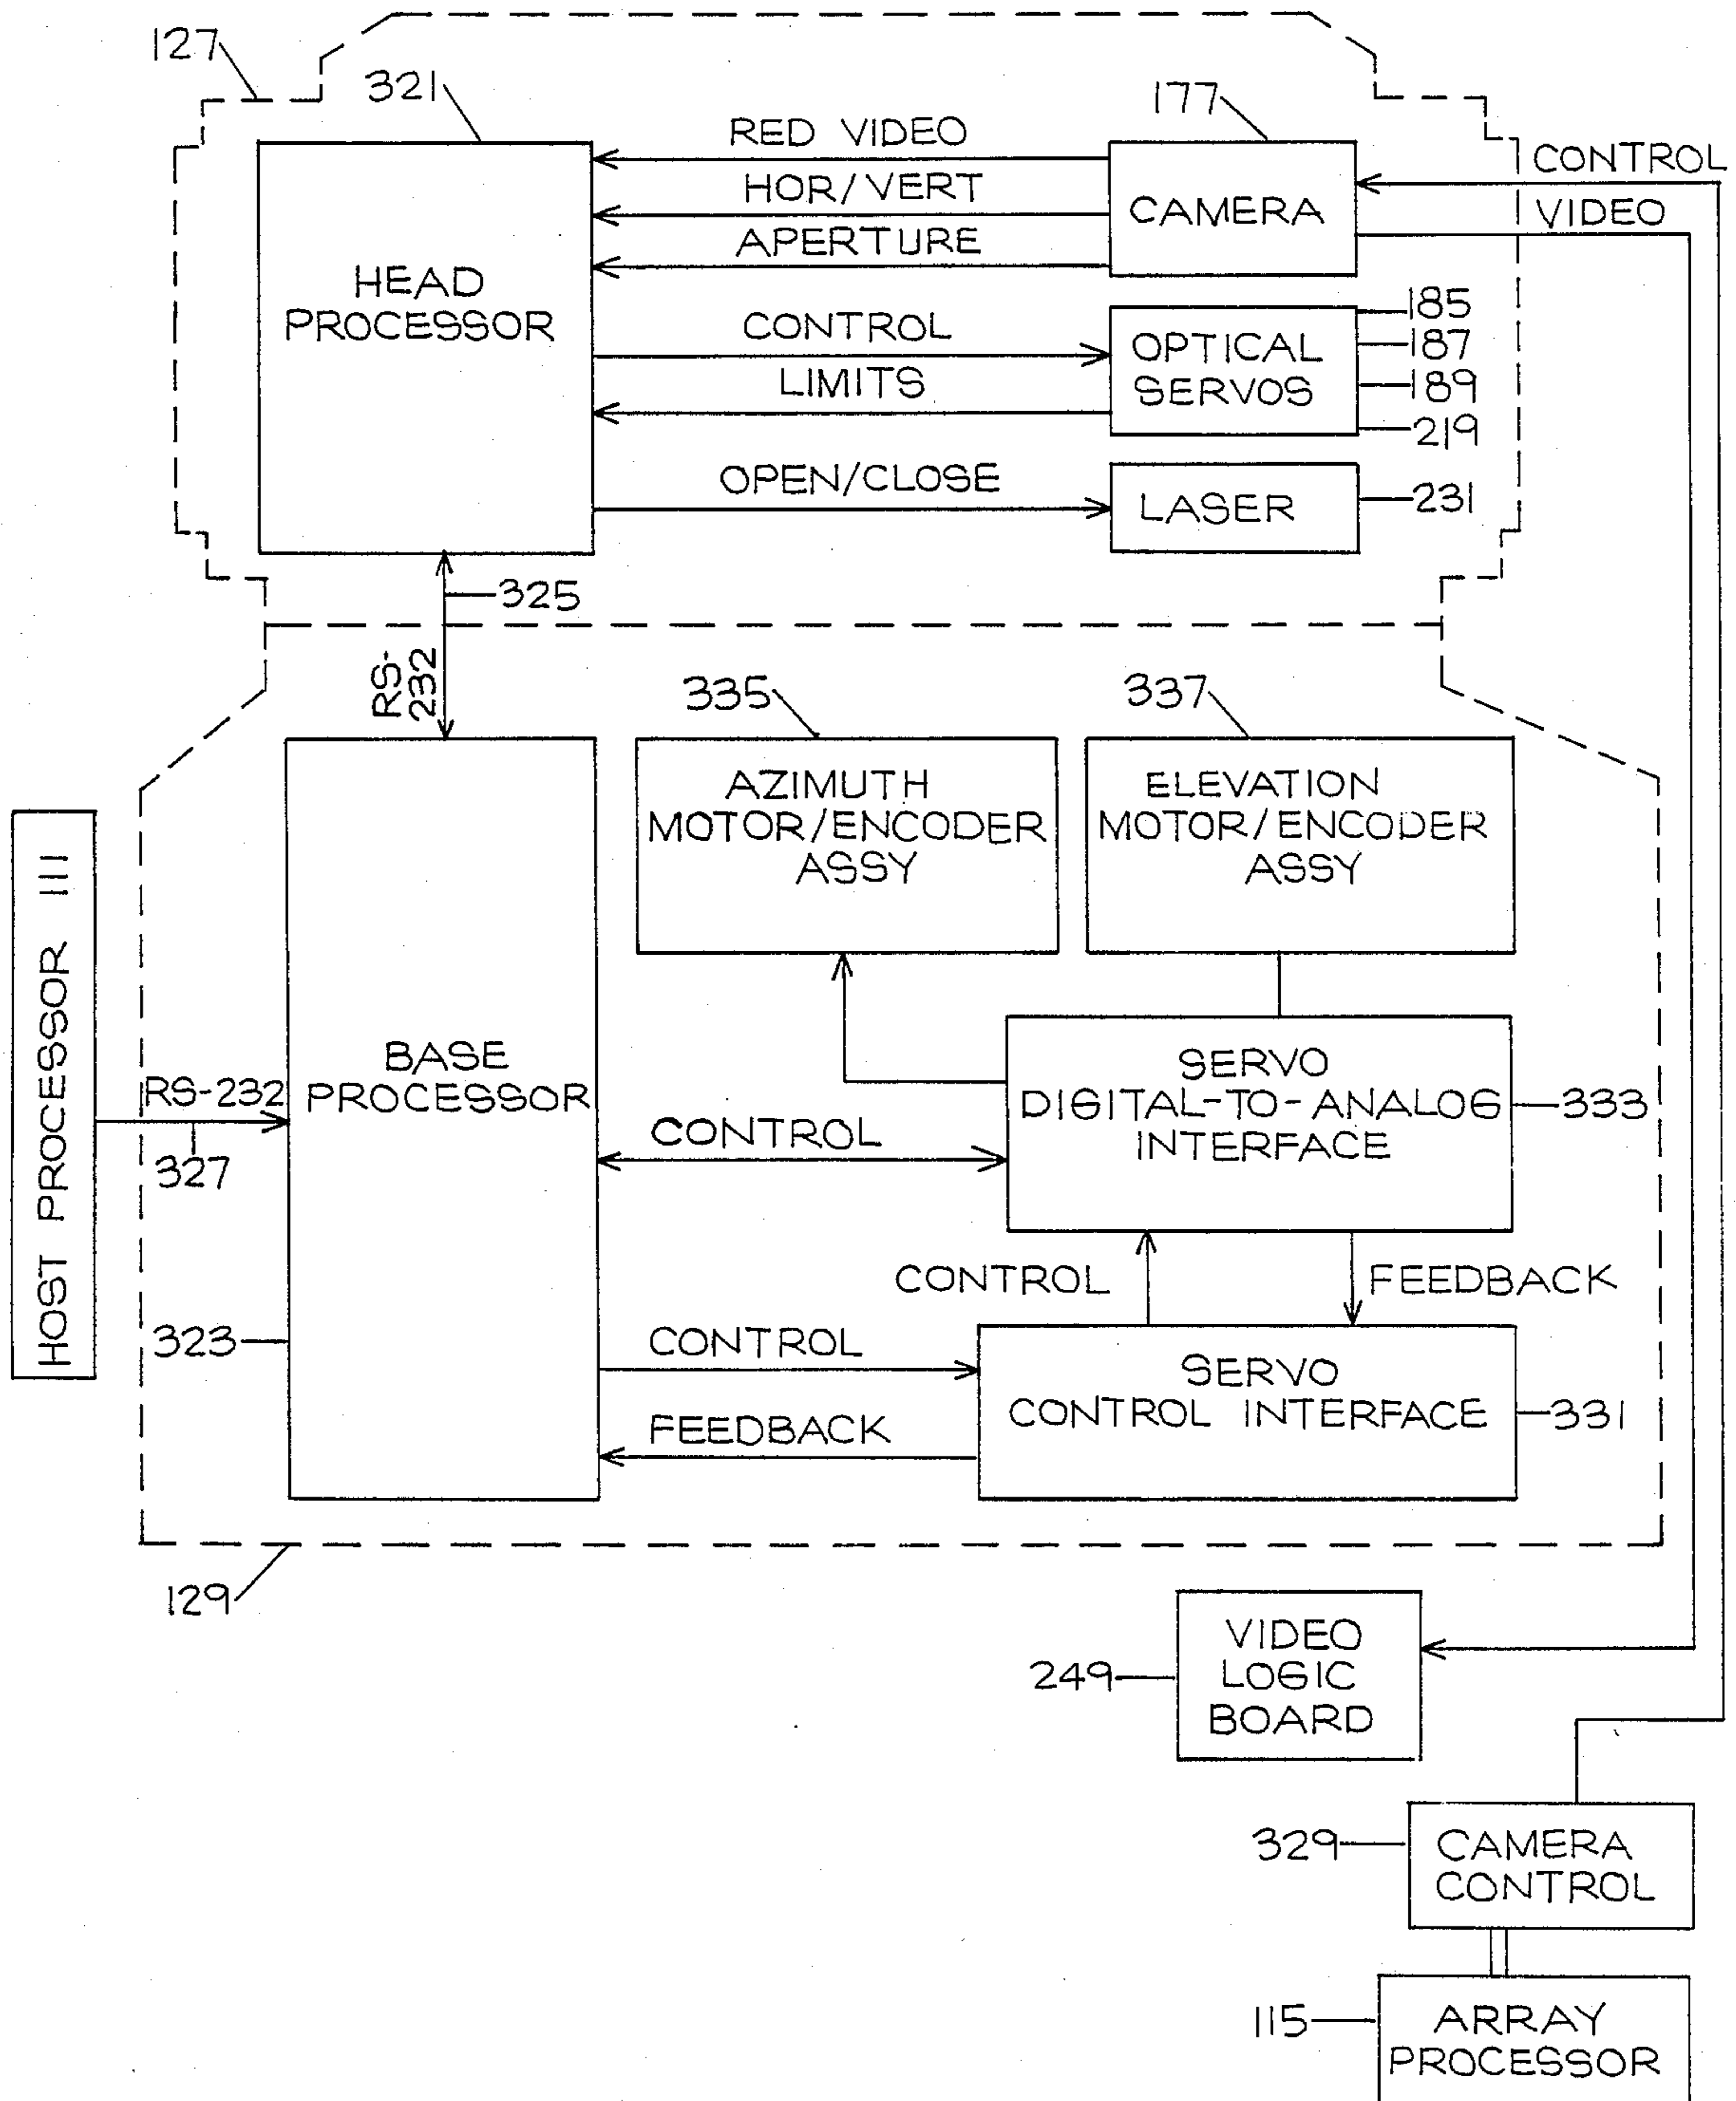 127
321
177
RED VIDEO
HOR/VERT
APERTURE
CAMERA
CONTROL
VIDEO
HEAD
PROCESSOR
CONTROL
LIMITS
OPTICAL
SERVOS
185
187
189
219
OPEN/CLOSE
LASER
231
325
RS-
232
335
337
AZIMUTH
MOTOR/ENCODER
ASSY
ELEVATION
MOTOR/ENCODER
ASSY
HOST PROCESSOR 111
RS-232
327
BASE
PROCESSOR
323
CONTROL
SERVO
DIGITAL-TO-ANALOG
INTERFACE
333
CONTROL
FEEDBACK
CONTROL
FEEDBACK
SERVO
CONTROL INTERFACE
331
129
249
VIDEO
LOGIC
BOARD
329
CAMERA
CONTROL
115
ARRAY
PROCESSOR